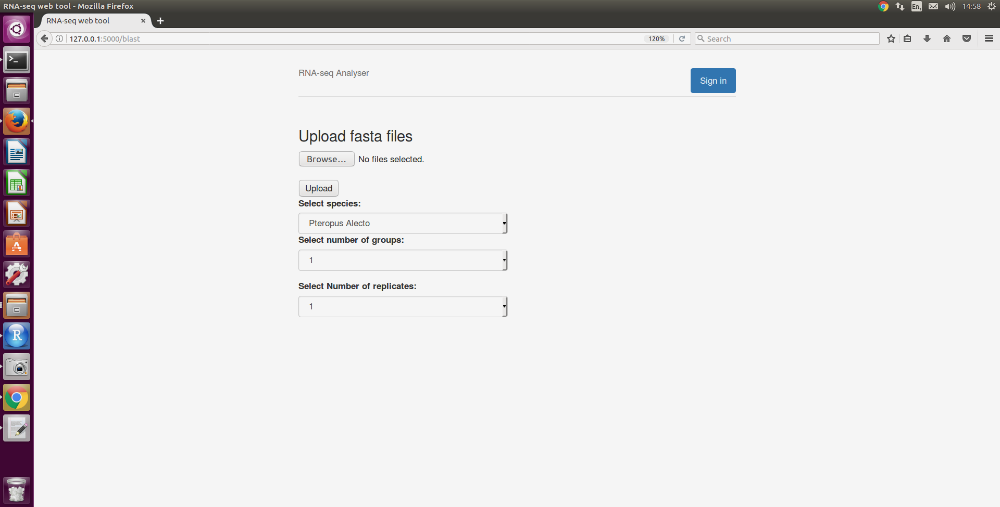 RNA-seq web tool - Mozilla Firefox
En1
14:58
RNA-seq web tool
127.0.0.1:5000/blast
120%
Search
RNA-seq Analyser
Sign in
Upload fasta files
Browse... No files selected.
Upload
Select species:
Pteropus Alecto
Select number of groups:
1
Select Number of replicates:
1